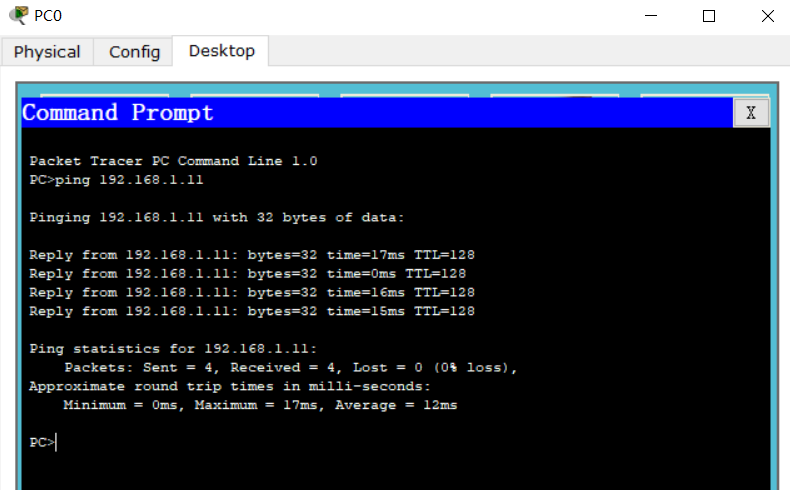 PC0
Physical Config Desktop
Command Prompt
X
Packet Tracer PC Command Line 1.0
PC>ping 192.168.1.11
Pinging 192.168.1.11 with 32 bytes of data:
Reply from 192.168.1.11: bytes=32 time=17ms TTL=128
Reply from 192.168.1.11: bytes=32 time=0ms TTL=128
Reply from 192.168.1.11: bytes=32 time=16ms TTL=128
Reply from 192.168.1.11: bytes=32 time=15ms TTL=128
Ping statistics for 192.168.1.11:
Packets: Sent = 4, Received = 4, Lost = 0 (0% loss),
Approximate round trip times in milli-seconds:
Minimum = 0ms, Maximum = 17ms, Average = 12ms
PC>